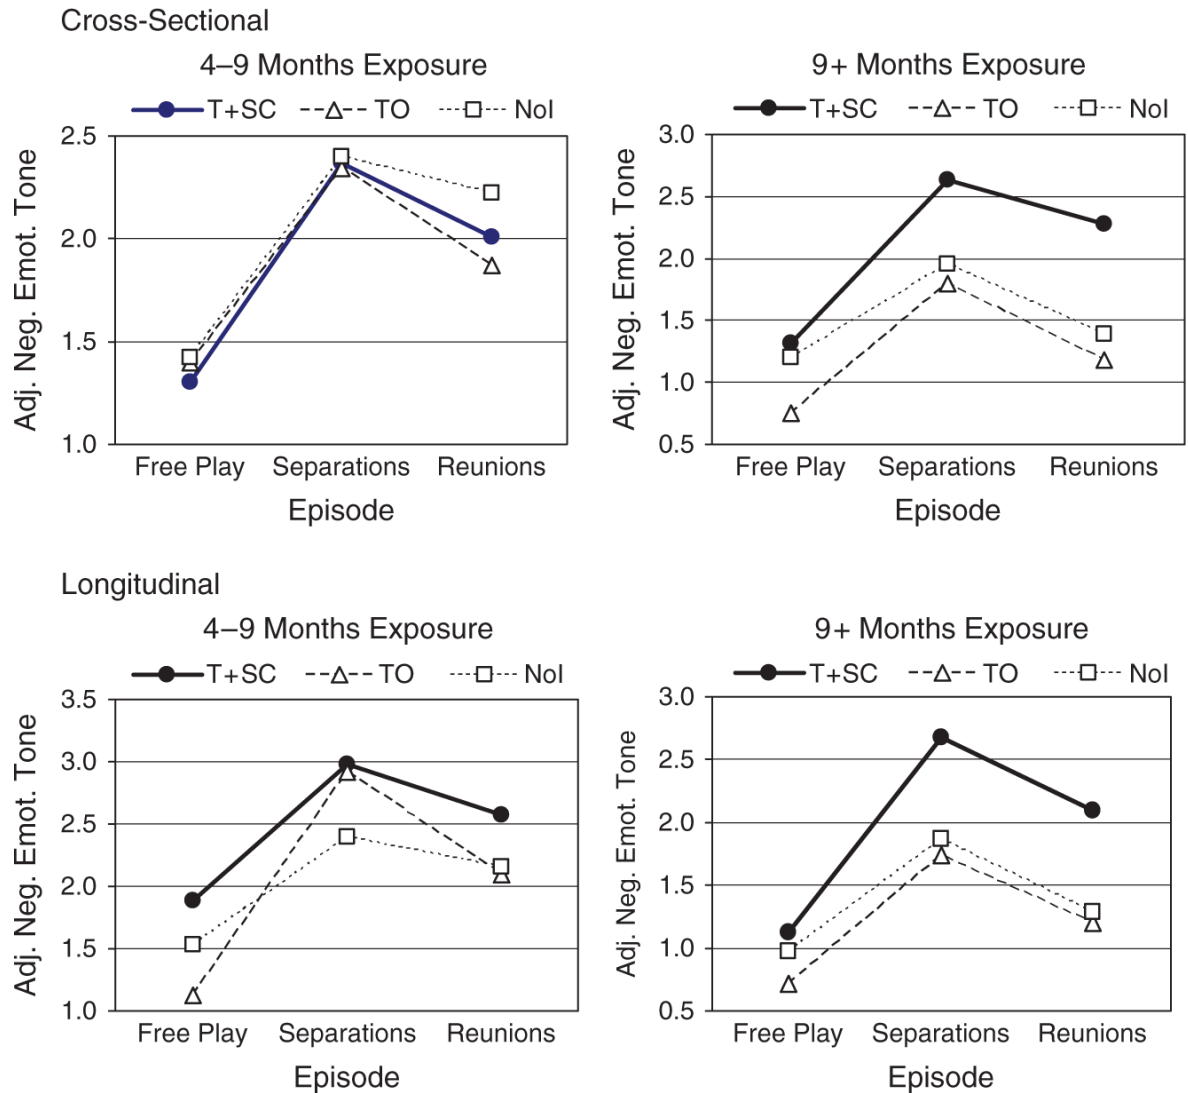 Cross-Sectional
4–9 Months Exposure
T+SC TO NoI
Adj. Neg. Emot. Tone
2.5
2.0
1.5
1.0
Free Play Separations Reunions
Episode
9+ Months Exposure
T+SC TO NoI
Adj. Neg. Emot. Tone
3.0
2.5
2.0
1.5
1.0
0.5
Free Play Separations Reunions
Episode
Longitudinal
4–9 Months Exposure
T+SC TO NoI
Adj. Neg. Emot. Tone
3.5
3.0
2.5
2.0
1.5
1.0
Free Play Separations Reunions
Episode
9+ Months Exposure
T+SC TO NoI
Adj. Neg. Emot. Tone
3.0
2.5
2.0
1.5
1.0
0.5
Free Play Separations Reunions
Episode